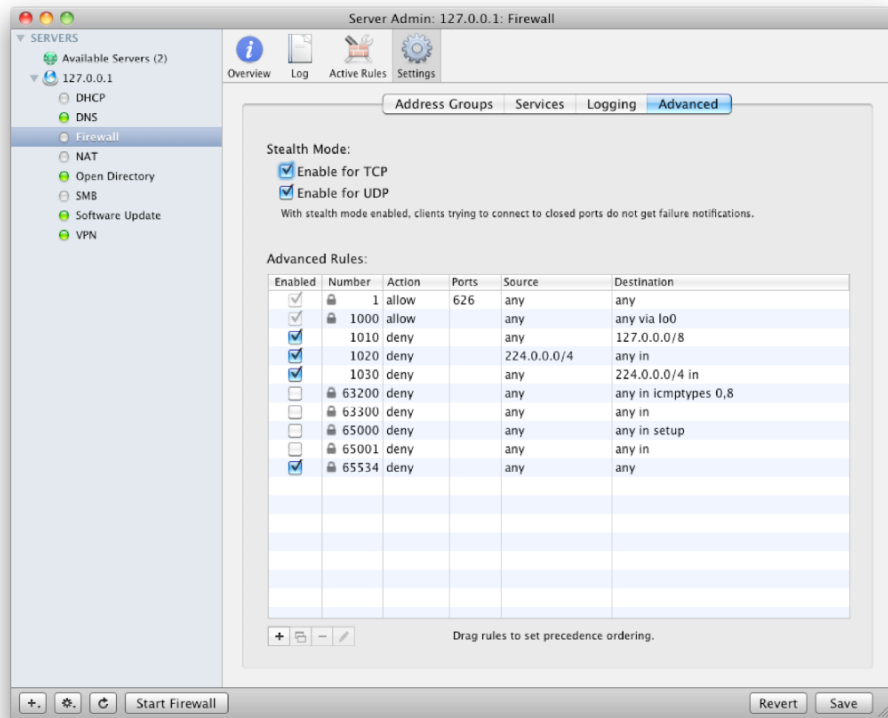 Server Admin: 127.0.0.1: Firewall
SERVERS
Available Servers (2)
127.0.0.1
DHCP
DNS
Firewall
NAT
Open Directory
SMB
Software Update
VPN
Overview Log Active Rules Settings
Address Groups Services Logging Advanced
Stealth Mode:
Enable for TCP
Enable for UDP
With stealth mode enabled, clients trying to connect to closed ports do not get failure notifications.
Advanced Rules:
Enabled Number Action Ports Source Destination
1 allow 626 any any
1000 allow any any via lo0
1010 deny any 127.0.0.0/8
1020 deny 224.0.0.0/4 any in
1030 deny any 224.0.0.0/4 in
63200 deny any any in icmptypes 0,8
63300 deny any any in
65000 deny any any in setup
65001 deny any any in
65534 deny any any
Drag rules to set precedence ordering.
Start Firewall Revert Save